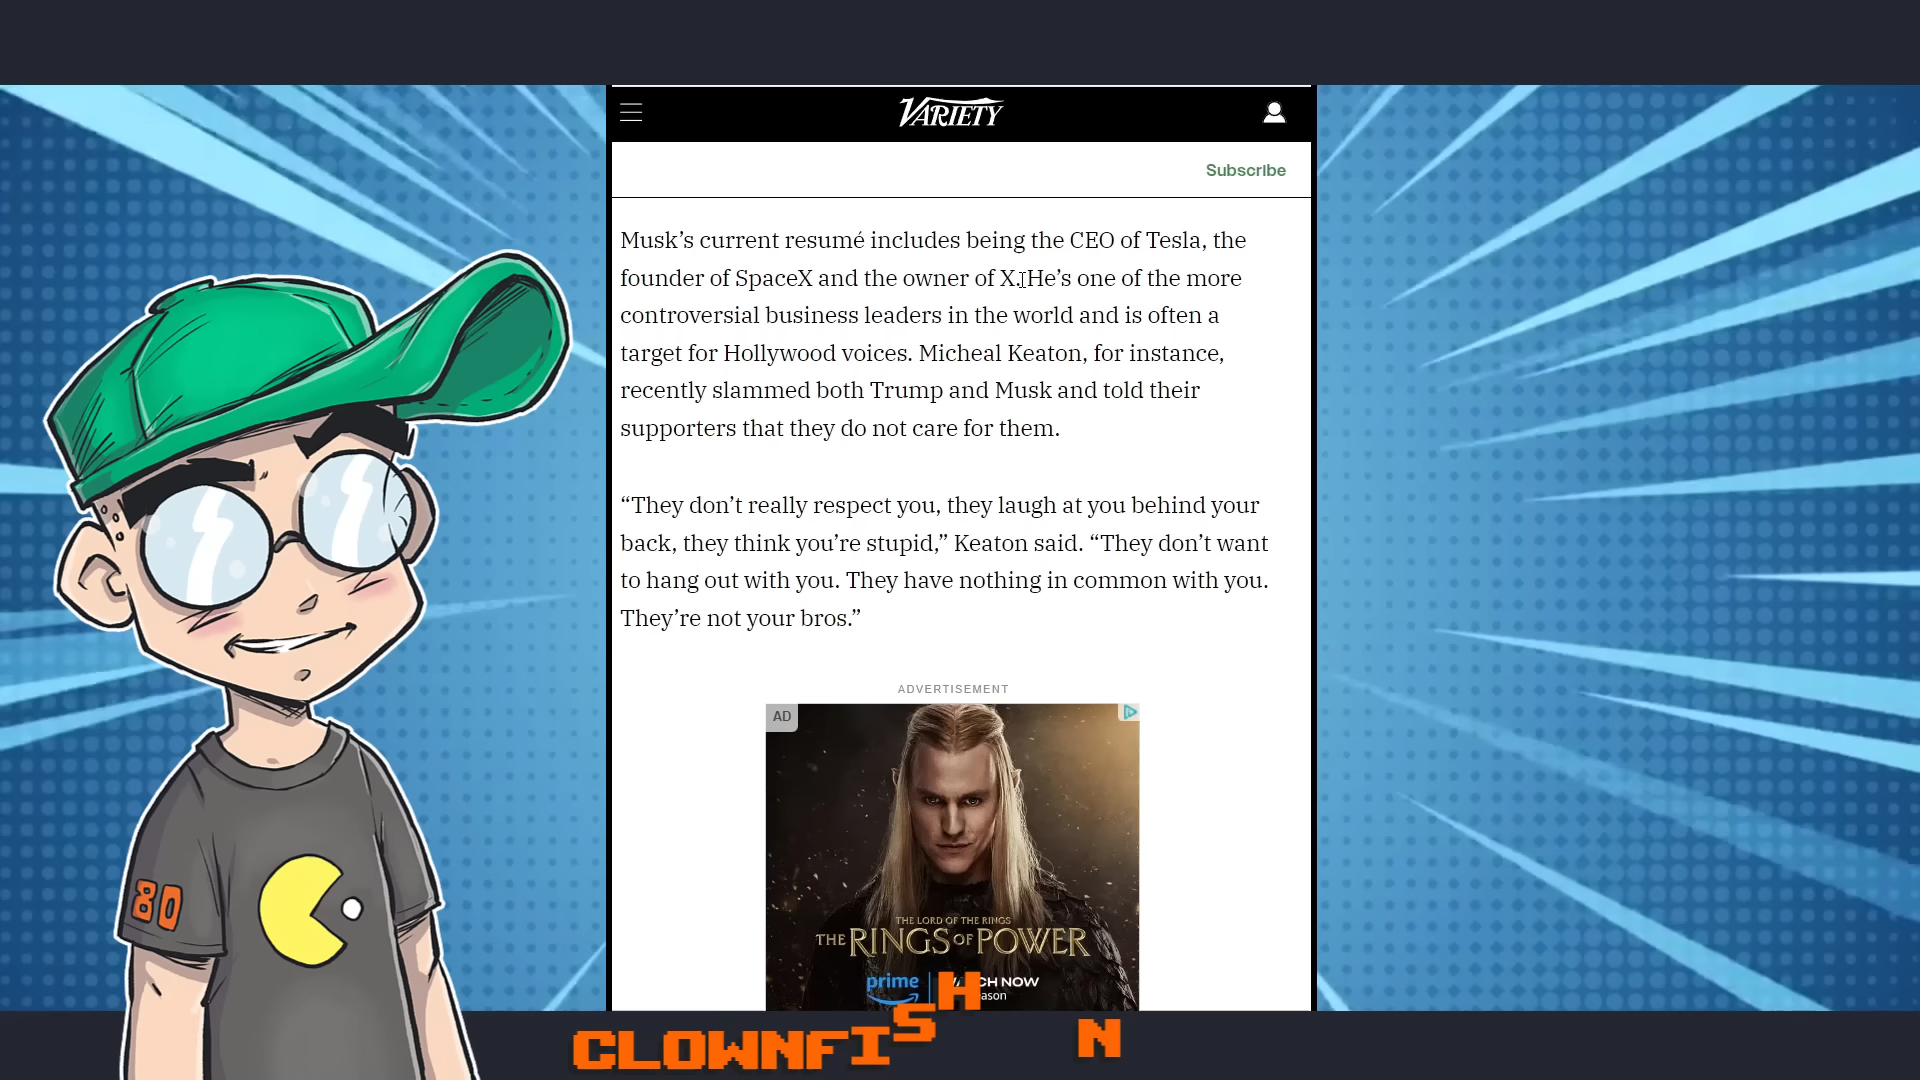 VARIETY
Subscribe
Musk’s current resumé includes being the CEO of Tesla, the
founder of SpaceX and the owner of X. He’s one of the more
controversial business leaders in the world and is often a
target for Hollywood voices. Micheal Keaton, for instance,
recently slammed both Trump and Musk and told their
supporters that they do not care for them.
“They don’t really respect you, they laugh at you behind your
back, they think you’re stupid,” Keaton said. “They don’t want
to hang out with you. They have nothing in common with you.
They’re not your bros.”
ADVERTISEMENT
AD
THE LORD OF THE RINGS
THE RINGS OF POWER
prime
NOW
80
CLOWNFISH N